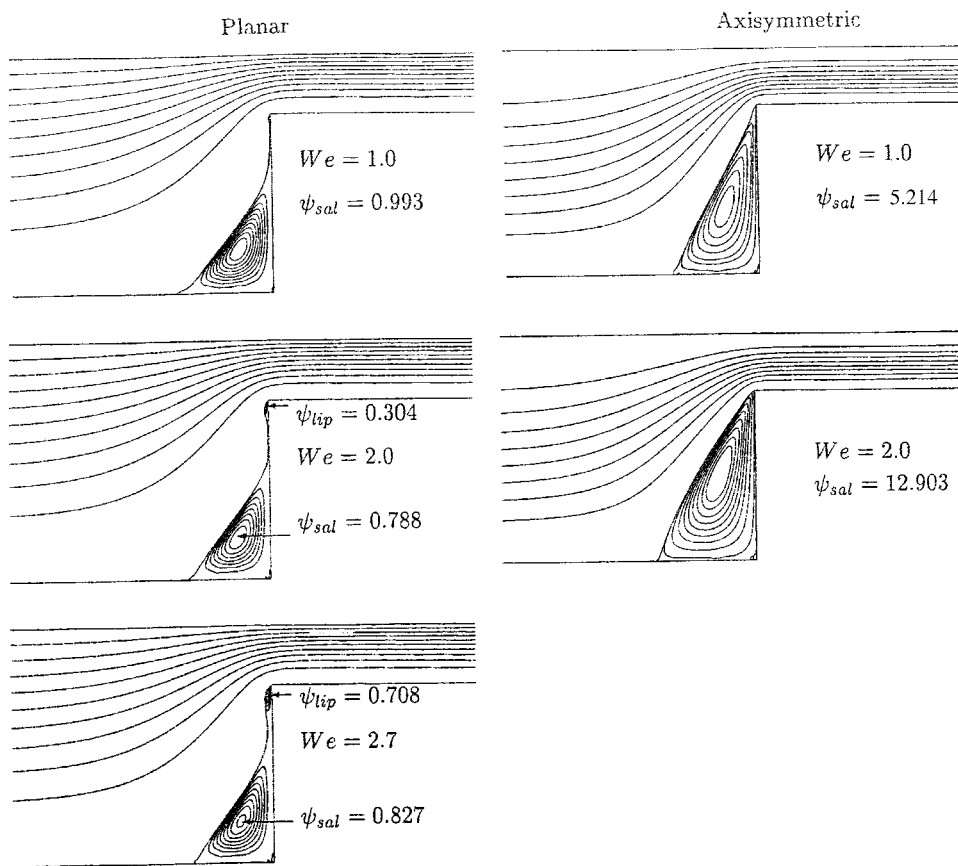 Planar
We = 1.0
ψ_sal = 0.993
ψ_lip = 0.304
We = 2.0
ψ_sal = 0.788
ψ_lip = 0.708
We = 2.7
ψ_sal = 0.827
Axisymmetric
We = 1.0
ψ_sal = 5.214
We = 2.0
ψ_sal = 12.903